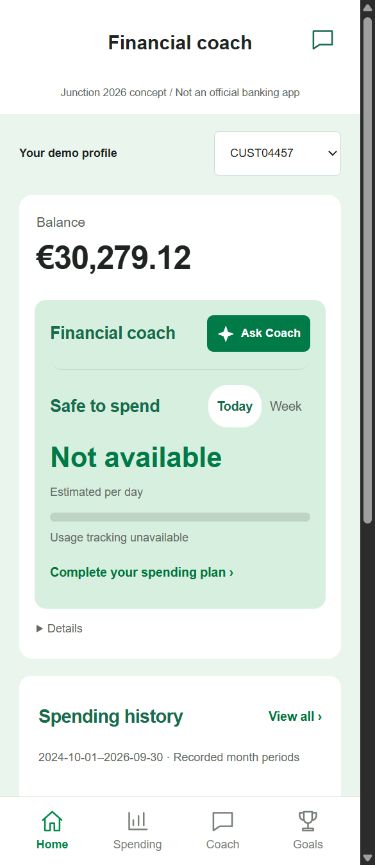 Financial coach
Junction 2026 concept / Not an official banking app
Your demo profile
CUST04457
Balance
€30,279.12
Financial coach
Ask Coach
Safe to spend
Today
Week
Not available
Estimated per day
Usage tracking unavailable
Complete your spending plan ›
▶ Details
Spending history
View all ›
2024-10-01–2026-09-30 · Recorded month periods
Home
Spending
Coach
Goals